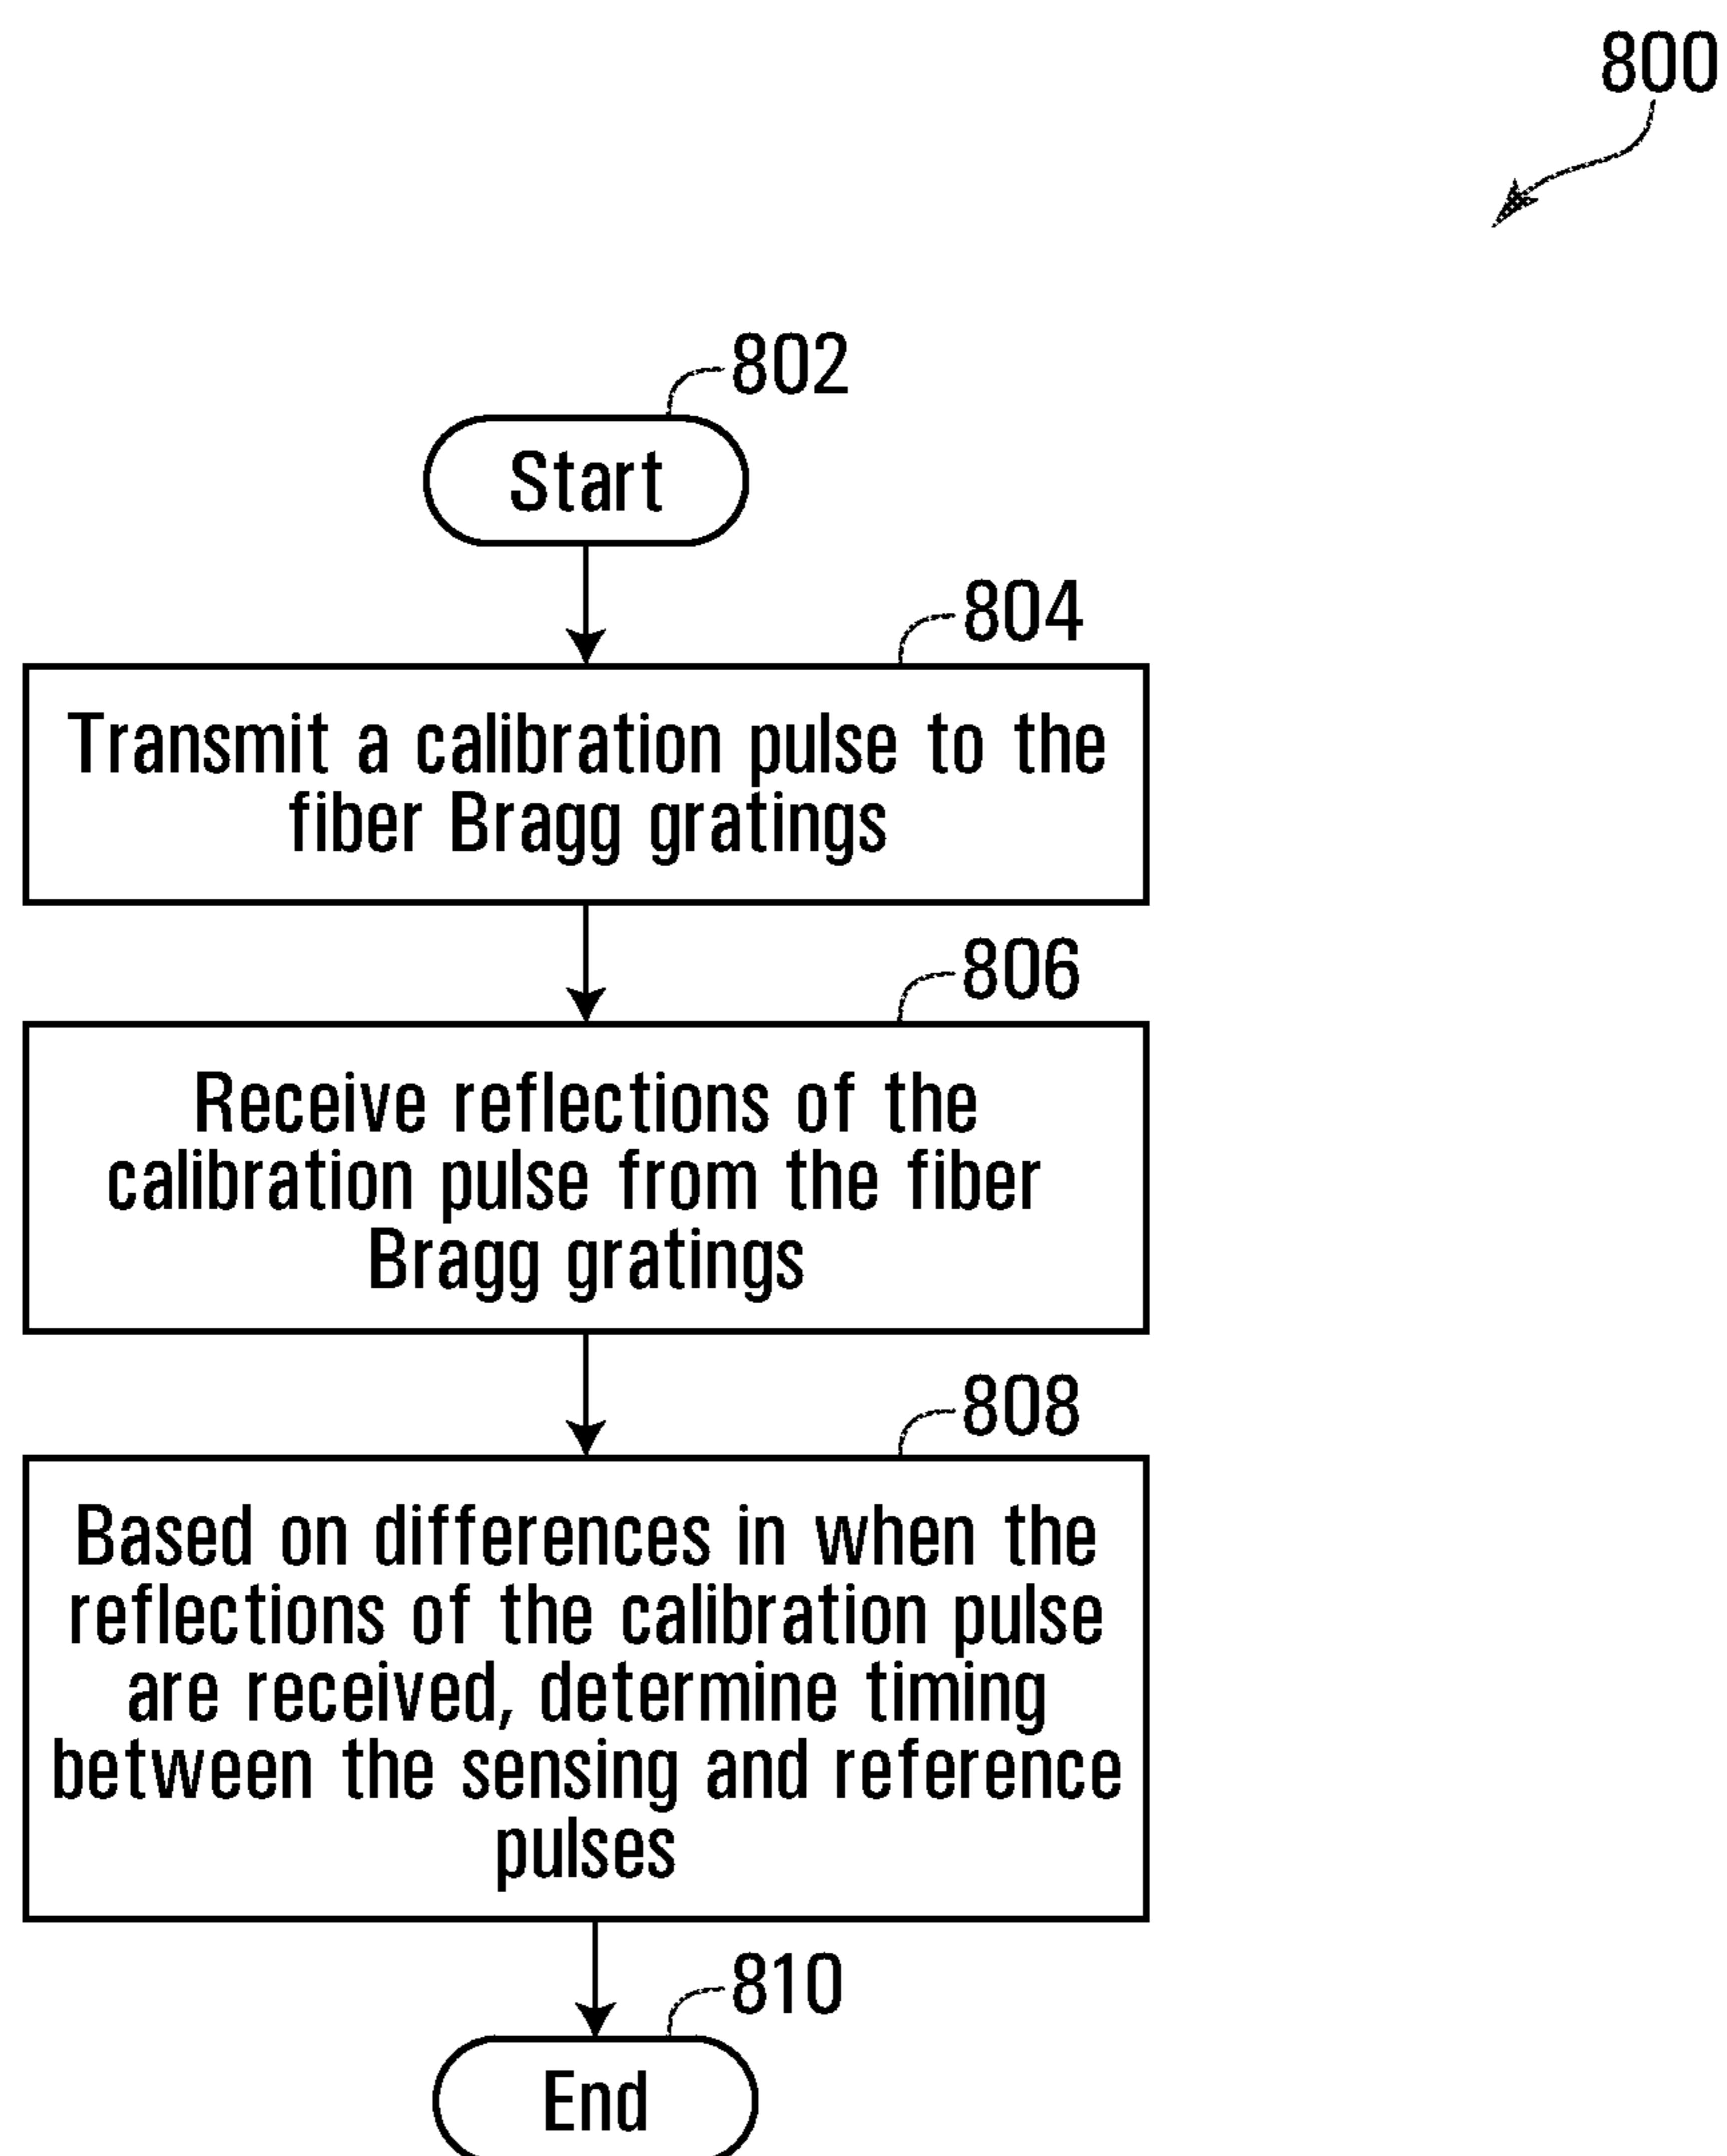 800
802
Start
804
Transmit a calibration pulse to the
fiber Bragg gratings
806
Receive reflections of the
calibration pulse from the fiber
Bragg gratings
808
Based on differences in when the
reflections of the calibration pulse
are received, determine timing
between the sensing and reference
pulses
810
End